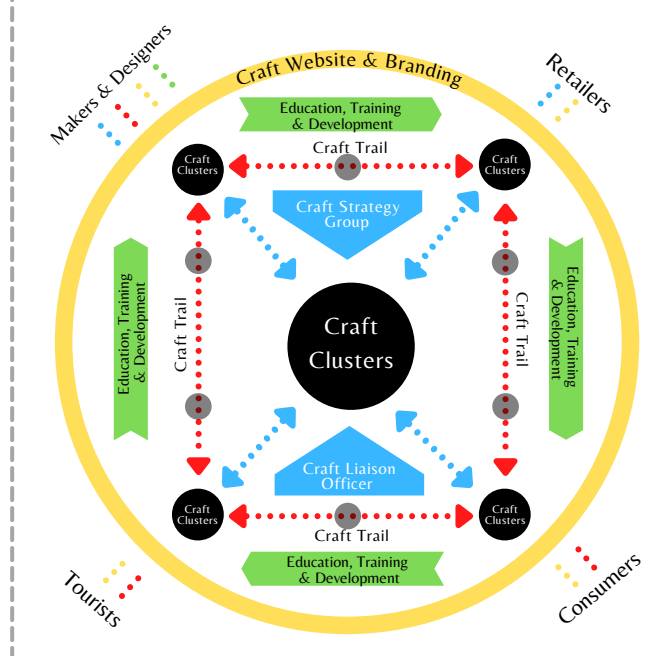 Craft Website & Branding
Makers & Designers
Retailers
Education, Training
& Development
Craft Trail
Craft
Clusters
Craft
Clusters
Craft Strategy
Group
Education, Training
& Development
Craft Trail
Craft
Clusters
Craft Trail
Education, Training
& Development
Craft Liaison
Officer
Craft
Clusters
Craft
Clusters
Craft Trail
Education, Training
& Development
Tourists
Consumers